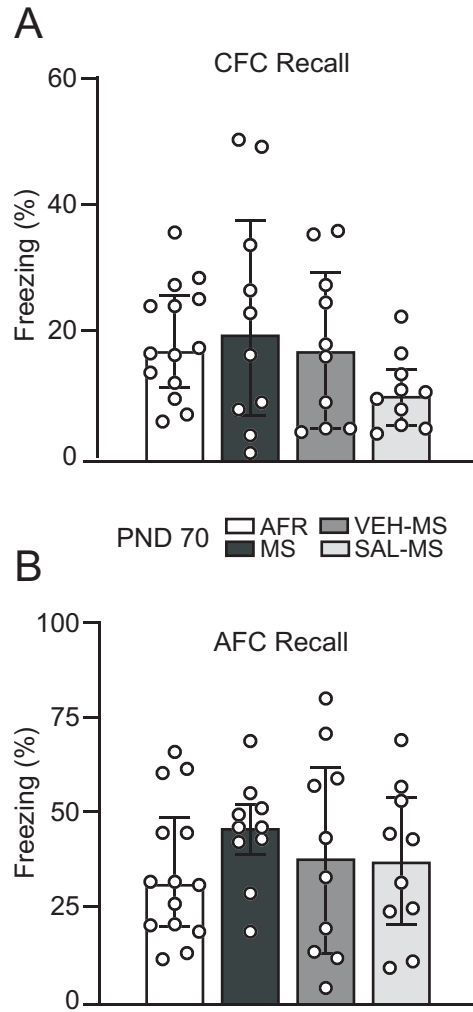 A
CFC Recall
Freezing (%)
60
40
20
0
PND 70
AFR
VEH-MS
MS
SAL-MS
B
AFC Recall
Freezing (%)
100
75
50
25
0